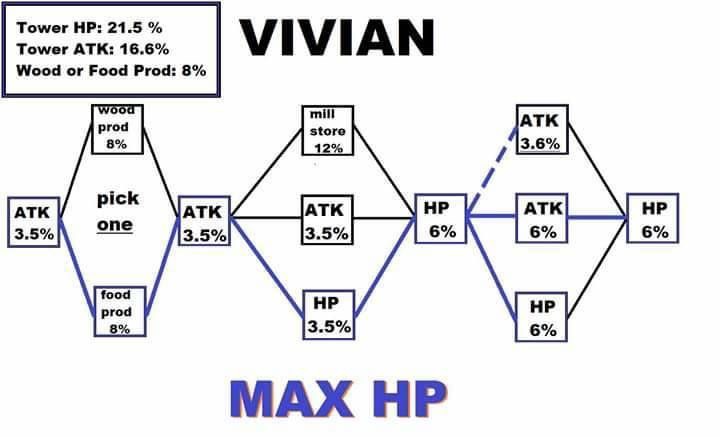 Tower HP: 21.5 %
Tower ATK: 16.6%
Wood or Food Prod: 8%
VIVIAN
wood
prod
8%
mill
store
12%
ATK
3.6%
pick
one
ATK
3.5%
ATK
3.5%
ATK
3.5%
HP
6%
ATK
6%
HP
6%
food
prod
8%
HP
3.5%
HP
6%
MAX HP